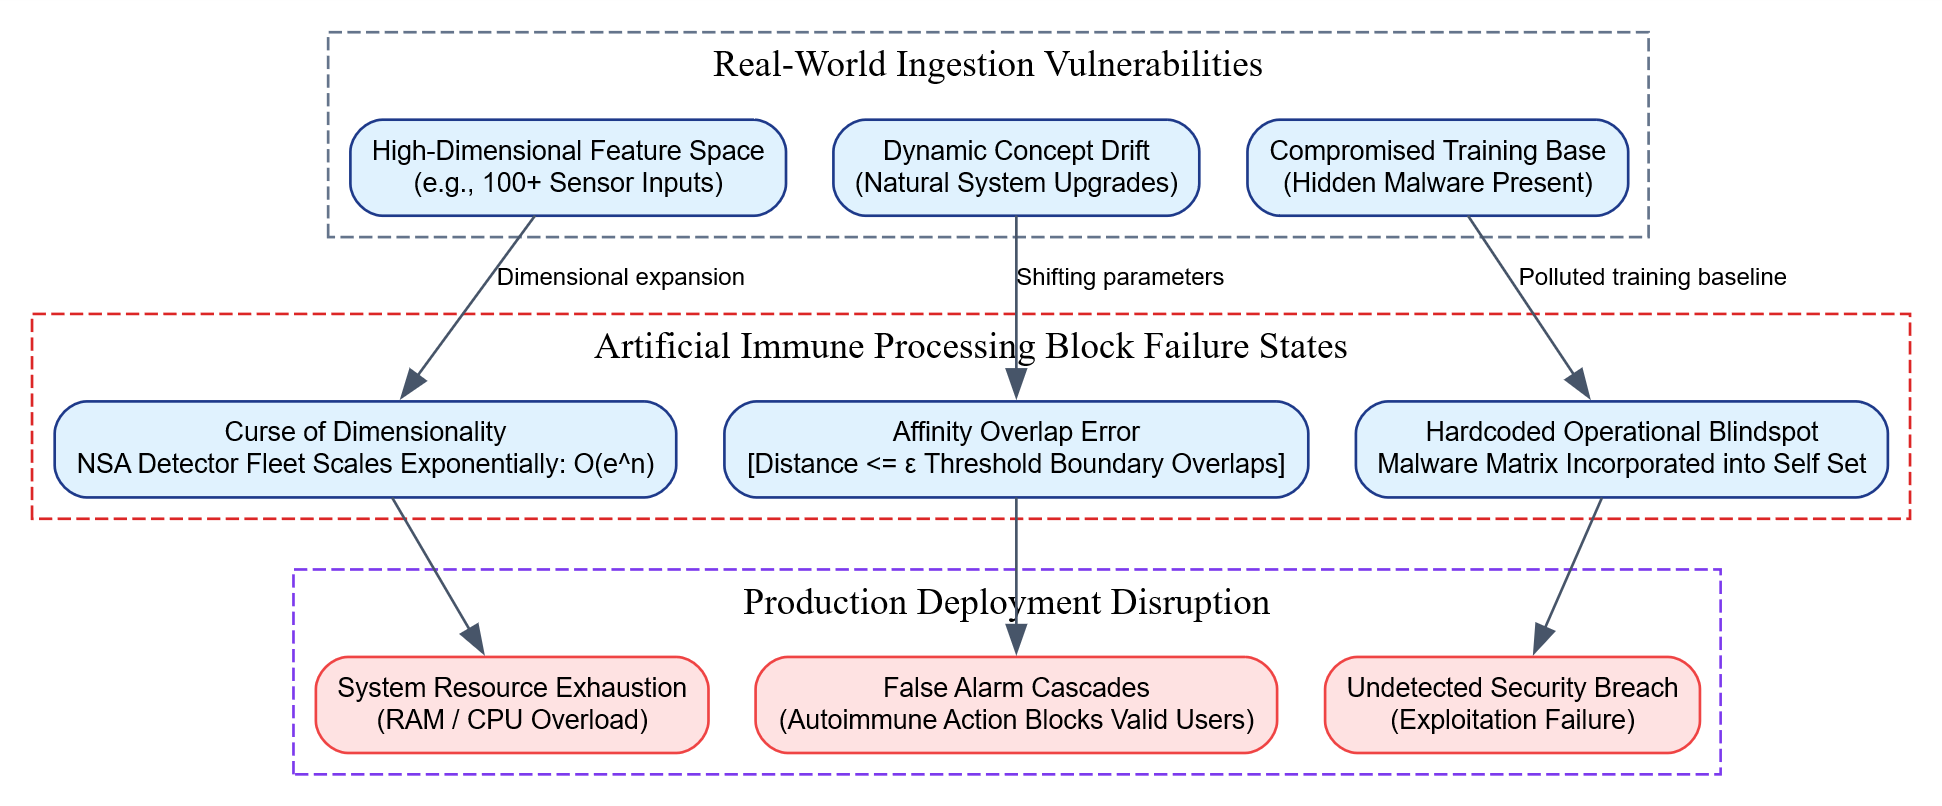 Real-World Ingestion Vulnerabilities
High-Dimensional Feature Space
(e.g., 100+ Sensor Inputs)
Dynamic Concept Drift
(Natural System Upgrades)
Compromised Training Base
(Hidden Malware Present)
Dimensional expansion
Shifting parameters
Polluted training baseline
Artificial Immune Processing Block Failure States
Curse of Dimensionality
NSA Detector Fleet Scales Exponentially: O(e^n)
Affinity Overlap Error
[Distance <= ε Threshold Boundary Overlaps]
Hardcoded Operational Blindspot
Malware Matrix Incorporated into Self Set
Production Deployment Disruption
System Resource Exhaustion
(RAM / CPU Overload)
False Alarm Cascades
(Autoimmune Action Blocks Valid Users)
Undetected Security Breach
(Exploitation Failure)